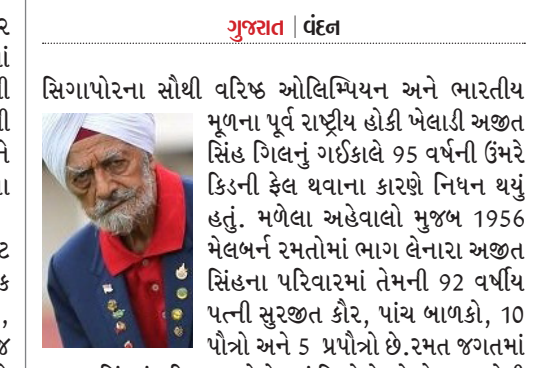 ગુજરાત | વંદન
સિગાપોરના સૌથી વરિષ્ઠ ઓલિમ્પિયન અને ભારતીય
મૂળના પૂર્વ રાષ્ટ્રીય હોકી ખેલાડી અજીત
સિંહ ગિલનું ગઈકાલે 95 વર્ષની ઉંમરે
કિડની ફેલ થવાના કારણે નિધન થયું
હતું. મળેલા અહેવાલો મુજબ 1956
મેલબર્ન રમતોમાં ભાગ લેનારા અજીત
સિંહના પરિવારમાં તેમની 92 વર્ષીય
પત્ની સુરજીત કૌર, પાંચ બાળકો, 10
પૌત્રો અને 5 પ્રપૌત્રો છે.રમત જગતમાં